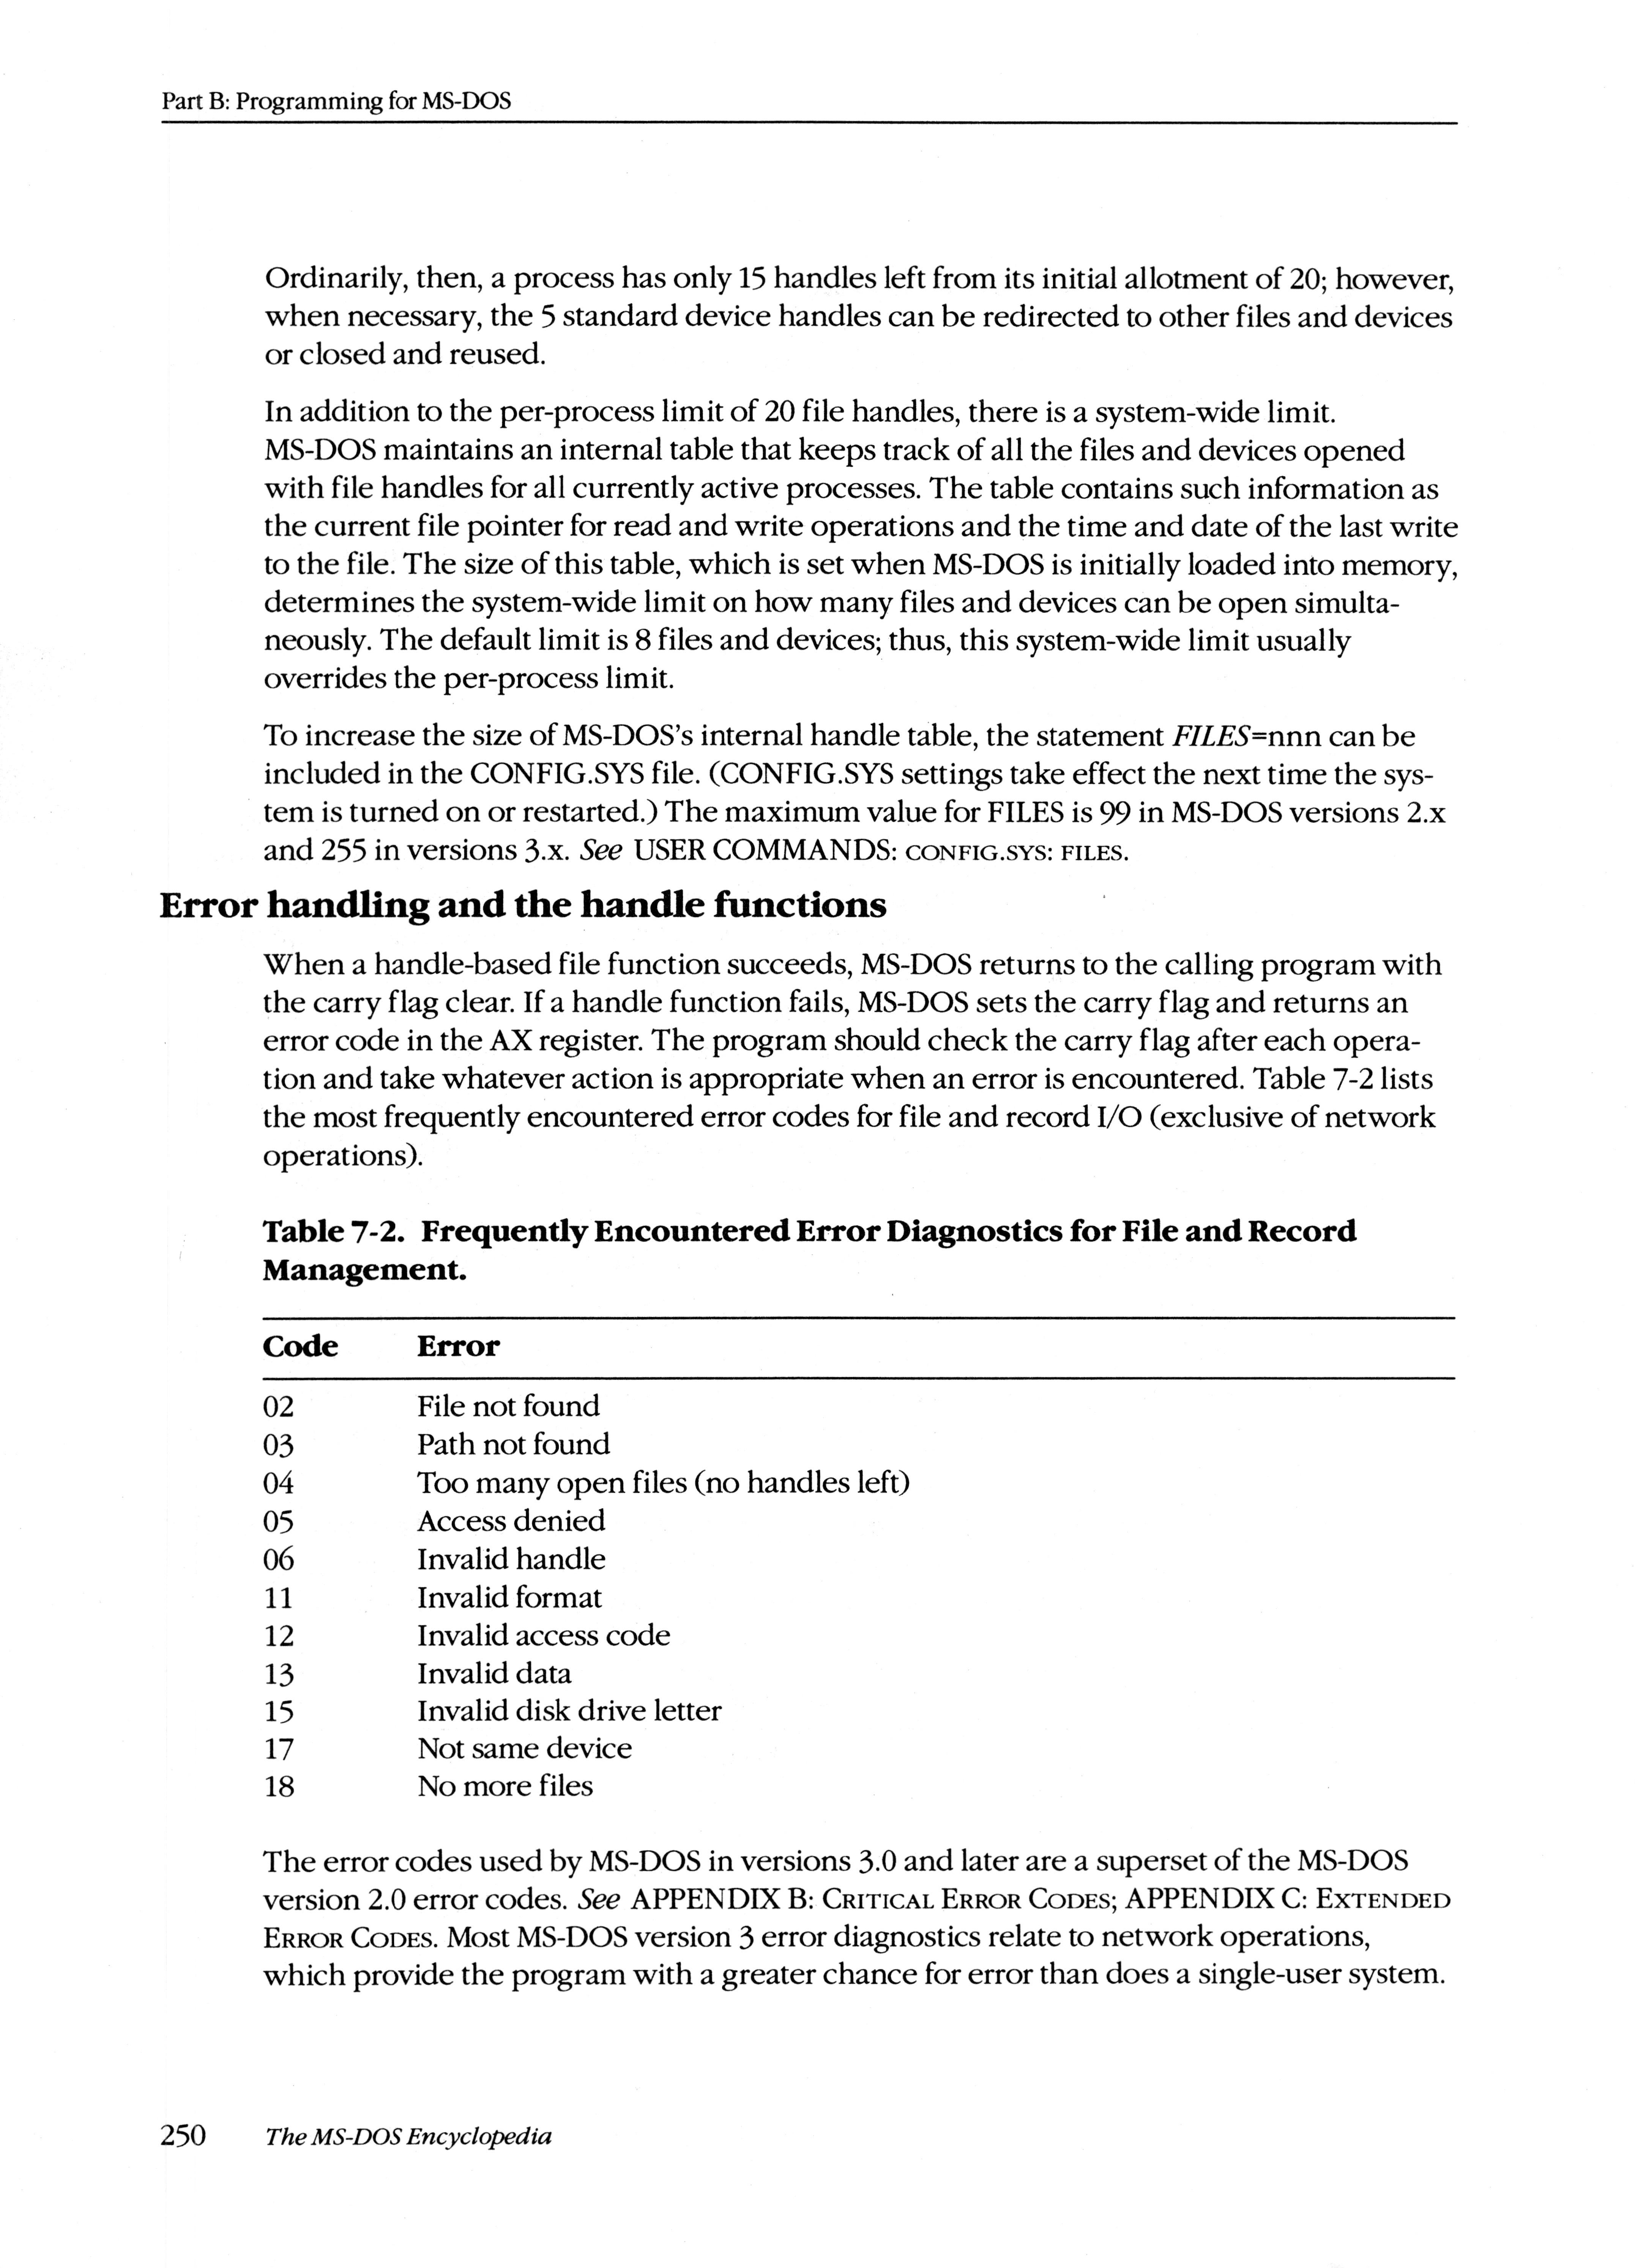 Part B: Programming for MS-DOS
Ordinarily, then, a process has only 15 handles left from its initial allotment of 20; however,
when necessary, the 5 standard device handles can be redirected to other files and devices
or closed and reused.
In addition to the per-process limit of 20 file handles, there is a system-wide limit.
MS-DOS maintains an internal table that keeps track of all the files and devices opened
with file handles for all currently active processes. The table contains such information as
the current file pointer for read and write operations and the time and date of the last write
to the file. The size of this table, which is set when MS-DOS is initially loaded into memory,
determines the system-wide limit on how many files and devices can be open simulta-
neously. The default limit is 8 files and devices; thus, this system-wide limit usually
overrides the per-process limit.
To increase the size of MS-DOS's internal handle table, the statement FILES=nnn can be
included in the CONFIG.SYS file. (CONFIG.SYS settings take effect the next time the sys-
tem is turned on or restarted.) The maximum value for FILES is 99 in MS-DOS versions 2.x
and 255 in versions 3.x. See USER COMMANDS: CONFIG.SYS: FILES.
Error handling and the handle functions
When a handle-based file function succeeds, MS-DOS returns to the calling program with
the carry flag clear. If a handle function fails, MS-DOS sets the carry flag and returns an
error code in the AX register. The program should check the carry flag after each opera-
tion and take whatever action is appropriate when an error is encountered. Table 7-2 lists
the most frequently encountered error codes for file and record I/O (exclusive of network
operations).
Table 7-2. Frequently Encountered Error Diagnostics for File and Record
Management.
Code Error
02 File not found
03 Path not found
04 Too many open files (no handles left)
05 Access denied
06 Invalid handle
11 Invalid format
12 Invalid access code
13 Invalid data
15 Invalid disk drive letter
17 Not same device
18 No more files
The error codes used by MS-DOS in versions 3.0 and later are a superset of the MS-DOS
version 2.0 error codes. See APPENDIX B: CRITICAL ERROR CODES; APPENDIX C: EXTENDED
ERROR CODES. Most MS-DOS version 3 error diagnostics relate to network operations,
which provide the program with a greater chance for error than does a single-user system.
250 The MS-DOS Encyclopedia